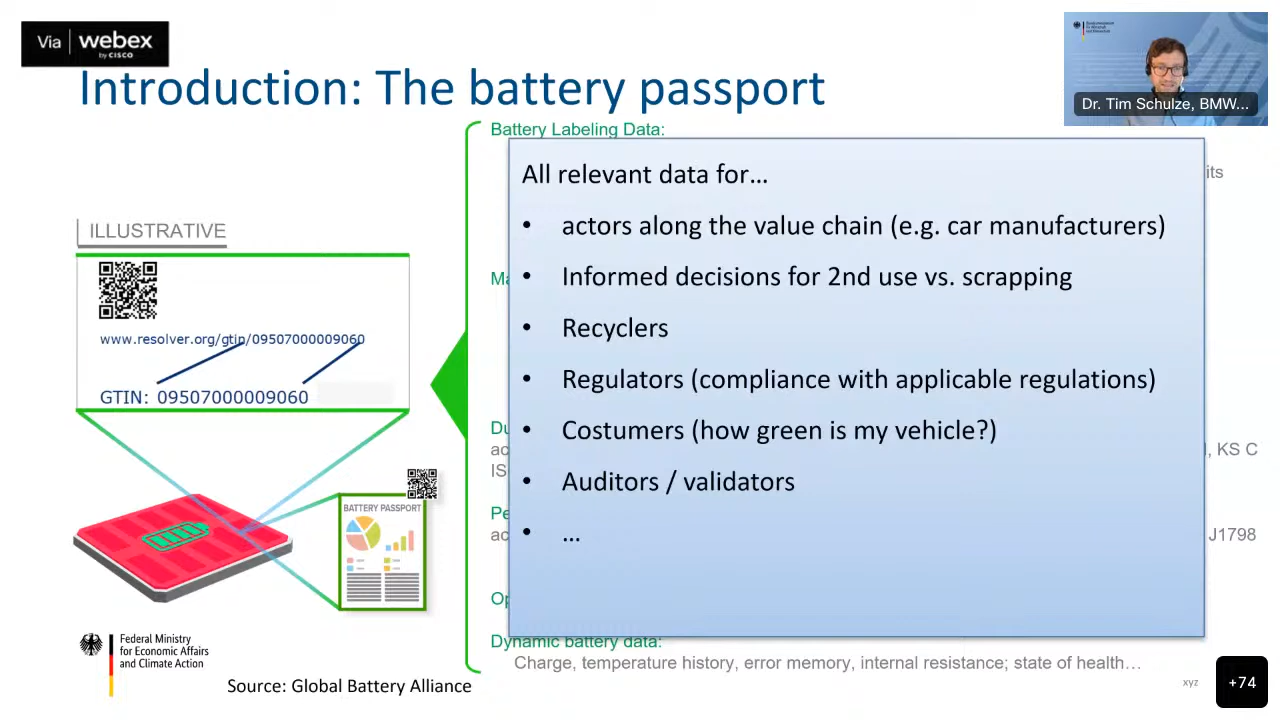 Via webex
by CISCO
Introduction: The battery passport
Dr. Tim Schulze, BMW...
Battery Labeling Data:
its
All relevant data for…
• actors along the value chain (e.g. car manufacturers)
• Informed decisions for 2nd use vs. scrapping
• Recyclers
• Regulators (compliance with applicable regulations)
• Costumers (how green is my vehicle?)
• Auditors / validators
• …
ILLUSTRATIVE
www.resolver.org/gtin/09507000009060
GTIN: 09507000009060
BATTERY PASSPORT
Ma
Du
ac
, KS C
IS
Pe
ac
J1798
Op
Dynamic battery data:
Charge, temperature history, error memory, internal resistance; state of health…
Federal Ministry
for Economic Affairs
and Climate Action
Source: Global Battery Alliance
xyz
+74